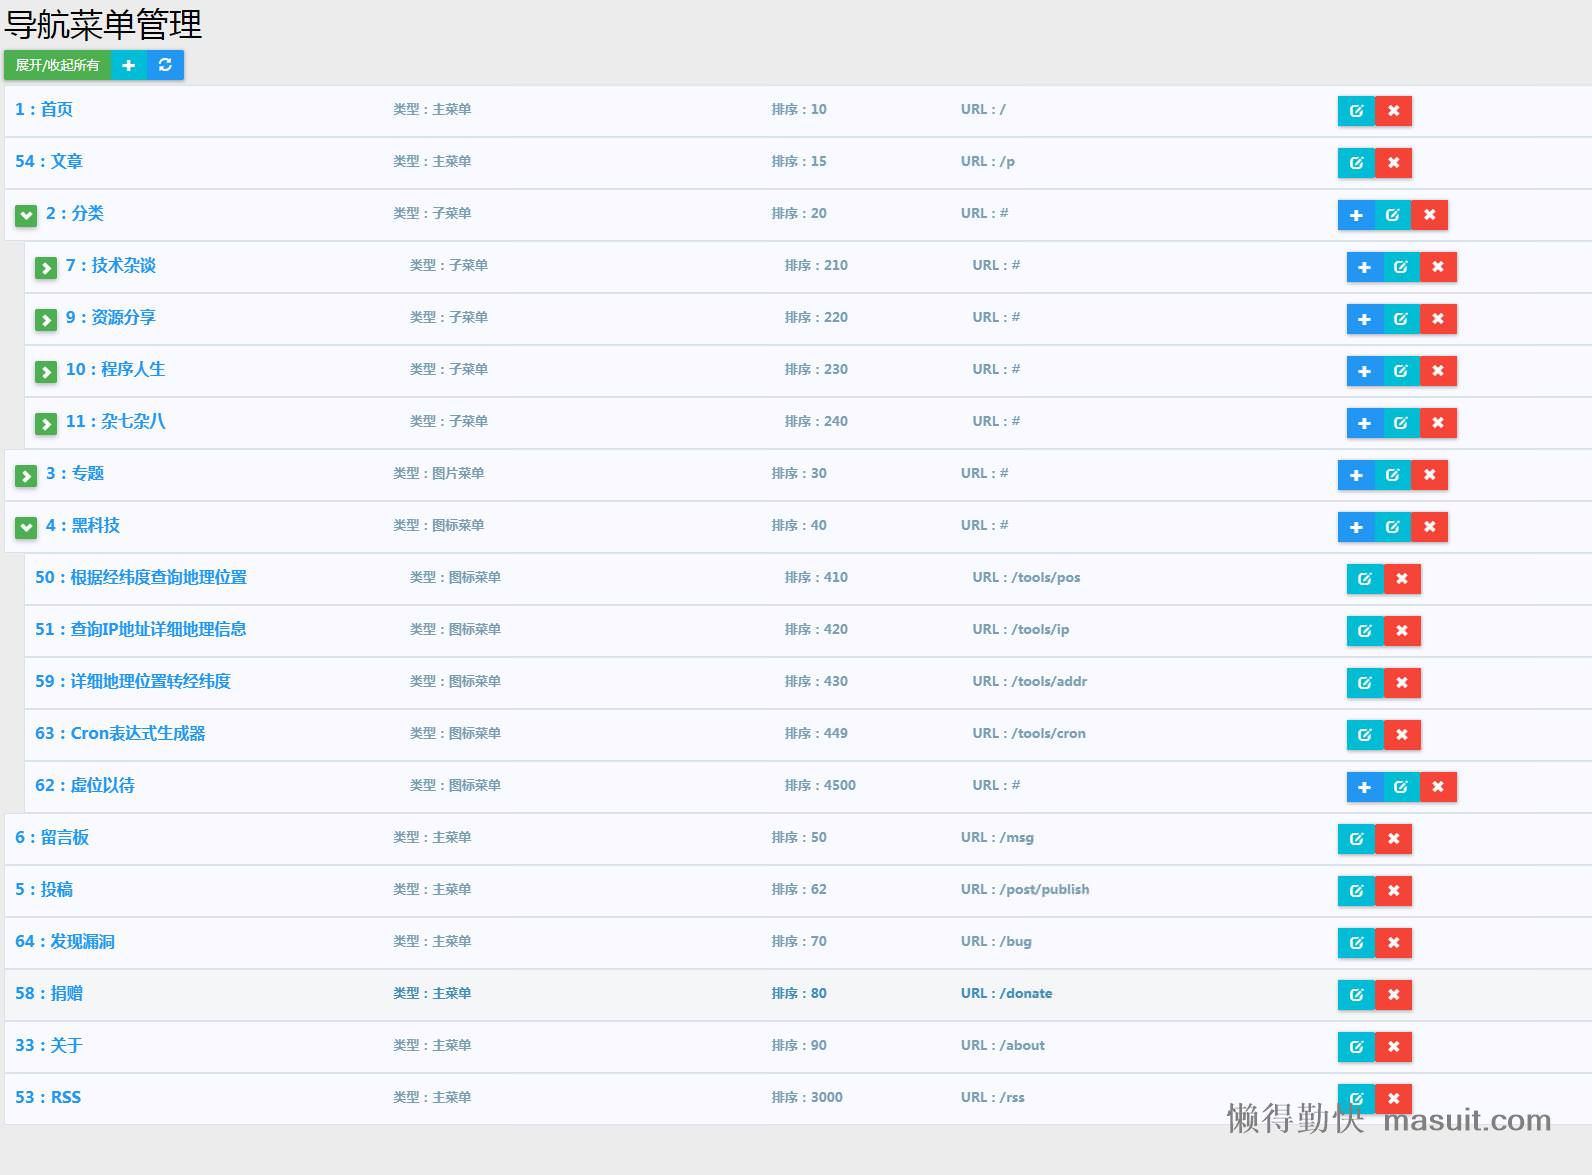 导航菜单管理
展开/收起所有
1：首页 类型：主菜单 排序：10 URL：/
54：文章 类型：主菜单 排序：15 URL：/p
2：分类 类型：子菜单 排序：20 URL：#
7：技术杂谈 类型：子菜单 排序：210 URL：#
9：资源分享 类型：子菜单 排序：220 URL：#
10：程序人生 类型：子菜单 排序：230 URL：#
11：杂七杂八 类型：子菜单 排序：240 URL：#
3：专题 类型：图片菜单 排序：30 URL：#
4：黑科技 类型：图标菜单 排序：40 URL：#
50：根据经纬度查询地理位置 类型：图标菜单 排序：410 URL：/tools/pos
51：查询IP地址详细地理信息 类型：图标菜单 排序：420 URL：/tools/ip
59：详细地理位置转经纬度 类型：图标菜单 排序：430 URL：/tools/addr
63：Cron表达式生成器 类型：图标菜单 排序：449 URL：/tools/cron
62：虚位以待 类型：图标菜单 排序：4500 URL：#
6：留言板 类型：主菜单 排序：50 URL：/msg
5：投稿 类型：主菜单 排序：62 URL：/post/publish
64：发现漏洞 类型：主菜单 排序：70 URL：/bug
58：捐赠 类型：主菜单 排序：80 URL：/donate
33：关于 类型：主菜单 排序：90 URL：/about
53：RSS 类型：主菜单 排序：3000 URL：/rss
懒得勤快 masuit.com